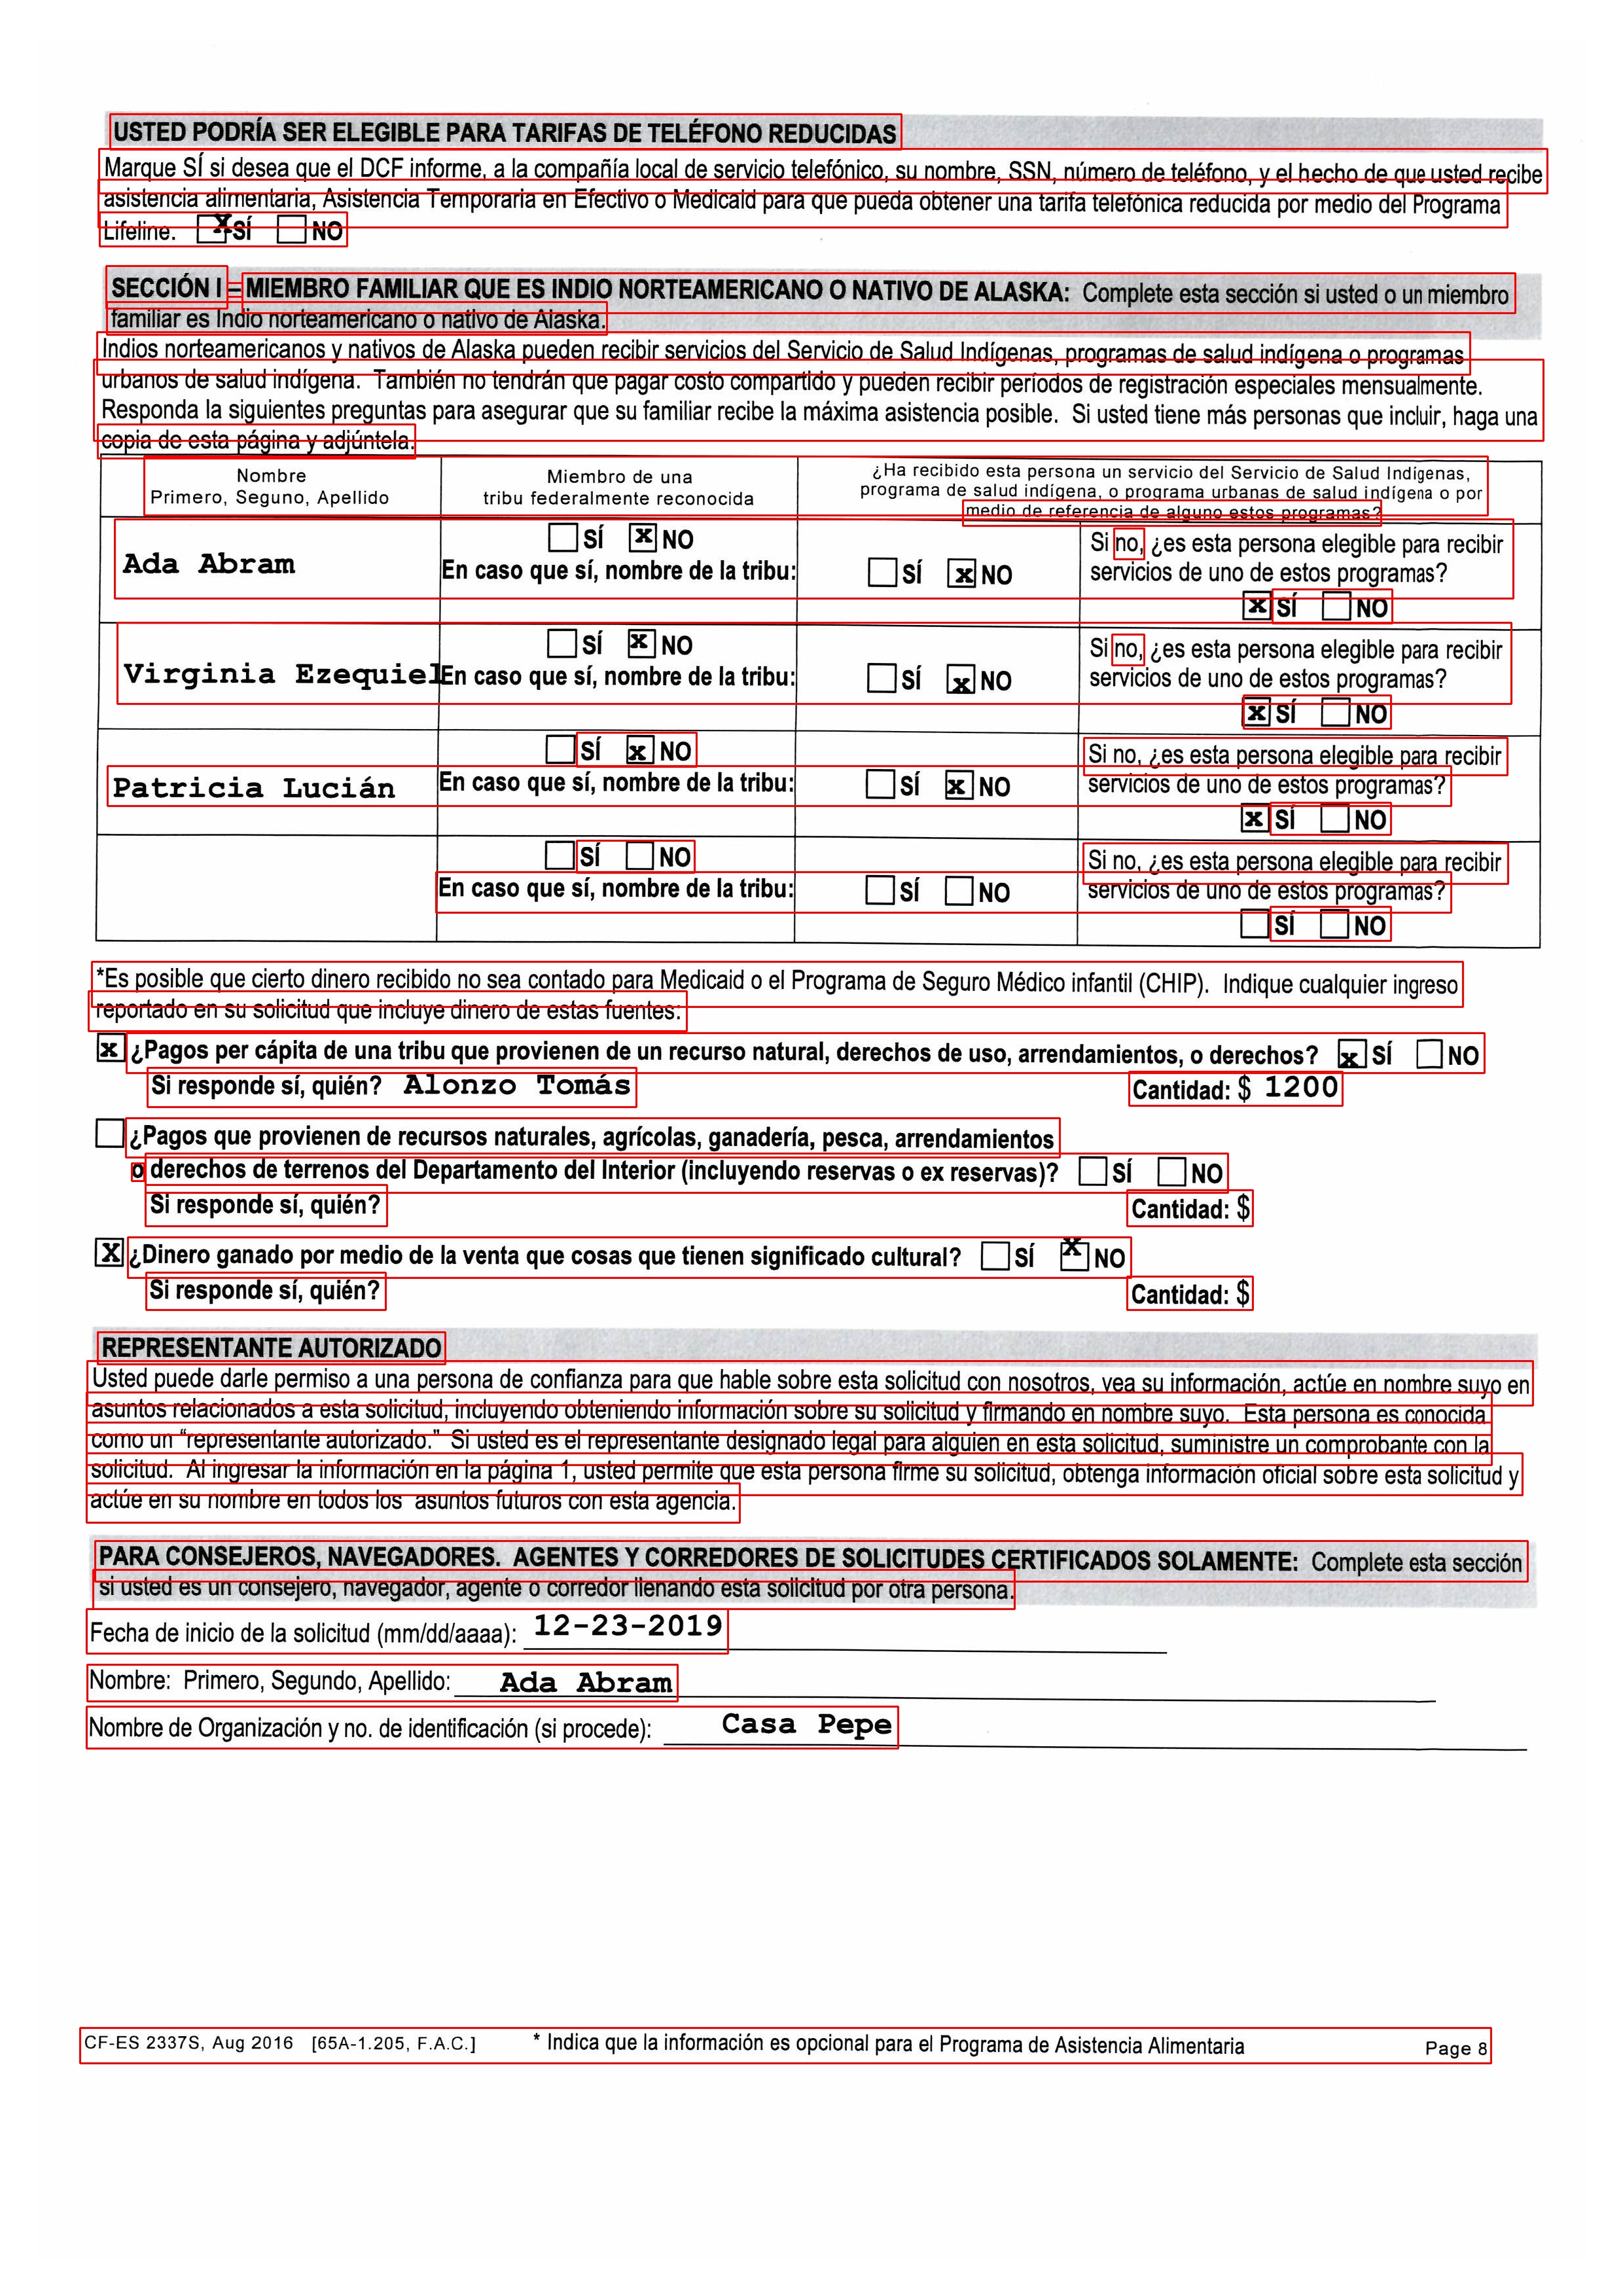 USTED PODRÍA SER ELEGIBLE PARA TARIFAS DE TELÉFONO REDUCIDAS
Marque SÍ si desea que el DCF informe, a la compañía local de servicio telefónico, su nombre, SSN, número de teléfono, y el hecho de que usted recibe
asistencia alimentaria, Asistencia Temporaria en Efectivo o Medicaid para que pueda obtener una tarifa telefónica reducida por medio del Programa
Lifeline. X SÍ NO
SECCIÓN I – MIEMBRO FAMILIAR QUE ES INDIO NORTEAMERICANO O NATIVO DE ALASKA: Complete esta sección si usted o un miembro
familiar es Indio norteamericano o nativo de Alaska.
Indios norteamericanos y nativos de Alaska pueden recibir servicios del Servicio de Salud Indígenas, programas de salud indígena o programas
urbanos de salud indígena. También no tendrán que pagar costo compartido y pueden recibir períodos de registración especiales mensualmente.
Responda la siguientes preguntas para asegurar que su familiar recibe la máxima asistencia posible. Si usted tiene más personas que incluir, haga una
copia de esta página y adjúntela.
Nombre
Primero, Seguno, Apellido
Miembro de una
tribu federalmente reconocida
¿Ha recibido esta persona un servicio del Servicio de Salud Indígenas,
programa de salud indígena, o programa urbanas de salud indígena o por
medio de referencia de alguno estos programas?
Ada Abram
SÍ x NO
En caso que sí, nombre de la tribu:
SÍ x NO
Si no, ¿es esta persona elegible para recibir
servicios de uno de estos programas?
x SÍ NO
Virginia Ezequiel
SÍ x NO
En caso que sí, nombre de la tribu:
SÍ x NO
Si no, ¿es esta persona elegible para recibir
servicios de uno de estos programas?
x SÍ NO
Patricia Lucián
SÍ x NO
En caso que sí, nombre de la tribu:
SÍ x NO
Si no, ¿es esta persona elegible para recibir
servicios de uno de estos programas?
x SÍ NO
SÍ NO
En caso que sí, nombre de la tribu:
SÍ NO
Si no, ¿es esta persona elegible para recibir
servicios de uno de estos programas?
SÍ NO
*Es posible que cierto dinero recibido no sea contado para Medicaid o el Programa de Seguro Médico infantil (CHIP). Indique cualquier ingreso
reportado en su solicitud que incluye dinero de estas fuentes:
x ¿Pagos per cápita de una tribu que provienen de un recurso natural, derechos de uso, arrendamientos, o derechos? x SÍ NO
Si responde sí, quién? Alonzo Tomás Cantidad: $ 1200
¿Pagos que provienen de recursos naturales, agrícolas, ganadería, pesca, arrendamientos
o derechos de terrenos del Departamento del Interior (incluyendo reservas o ex reservas)? SÍ NO
Si responde sí, quién? Cantidad: $
X ¿Dinero ganado por medio de la venta que cosas que tienen significado cultural? SÍ X NO
Si responde sí, quién? Cantidad: $
REPRESENTANTE AUTORIZADO
Usted puede darle permiso a una persona de confianza para que hable sobre esta solicitud con nosotros, vea su información, actúe en nombre suyo en
asuntos relacionados a esta solicitud, incluyendo obteniendo información sobre su solicitud y firmando en nombre suyo. Esta persona es conocida
como un “representante autorizado.” Si usted es el representante designado legal para alguien en esta solicitud, suministre un comprobante con la
solicitud. Al ingresar la información en la página 1, usted permite que esta persona firme su solicitud, obtenga información oficial sobre esta solicitud y
actúe en su nombre en todos los asuntos futuros con esta agencia.
PARA CONSEJEROS, NAVEGADORES. AGENTES Y CORREDORES DE SOLICITUDES CERTIFICADOS SOLAMENTE: Complete esta sección
si usted es un consejero, navegador, agente o corredor llenando esta solicitud por otra persona.
Fecha de inicio de la solicitud (mm/dd/aaaa): 12-23-2019
Nombre: Primero, Segundo, Apellido: Ada Abram
Nombre de Organización y no. de identificación (si procede): Casa Pepe
CF-ES 2337S, Aug 2016 [65A-1.205, F.A.C.] * Indica que la información es opcional para el Programa de Asistencia Alimentaria Page 8